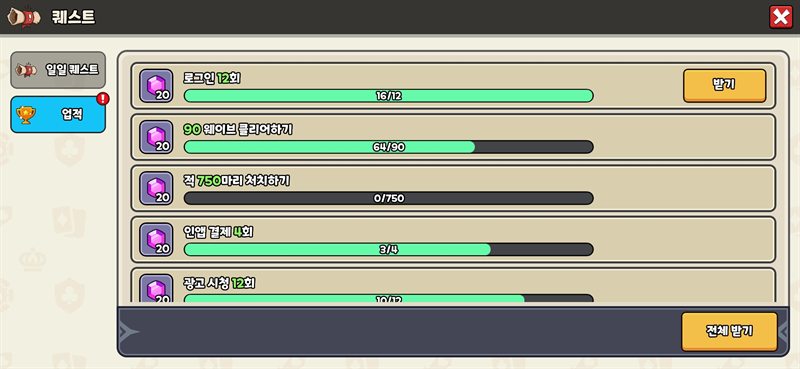 퀘스트
일일 퀘스트
업적
로그인 12회
20
16/12
받기
90 웨이브 클리어하기
20
64/90
적 750마리 처치하기
20
0/750
인앱 결제 4회
20
3/4
광고 시청 12회
20
10/12
전체 받기